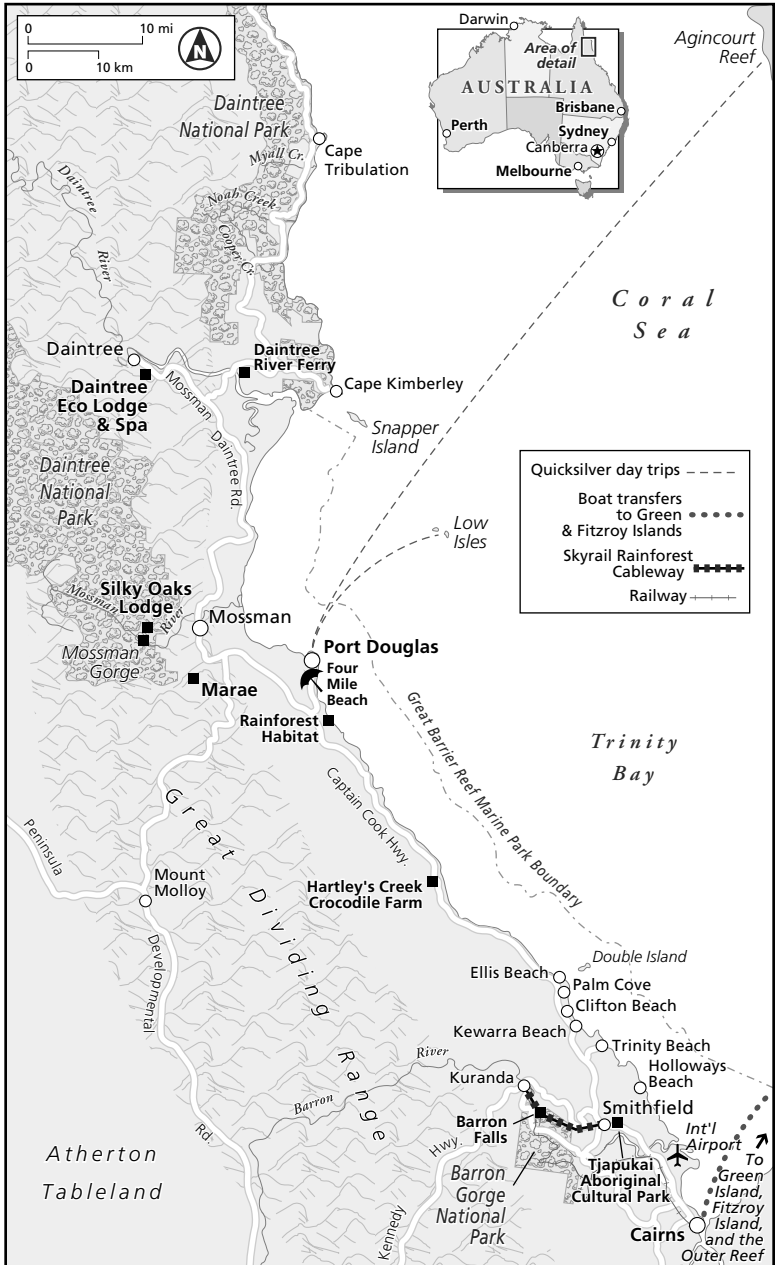 0 10 mi
0 10 km
N
Darwin
Area of
detail
AUSTRALIA
Brisbane
Perth
Sydney
Canberra
Melbourne
Agincourt
Reef
Daintree
National Park
Myall Cr.
Cape
Tribulation
Noah Creek
Cooper Cr.
Daintree
River
Coral
Sea
Daintree
Daintree
River Ferry
Cape Kimberley
Daintree
Eco Lodge
& Spa
Mossman Daintree Rd.
Snapper
Island
Daintree
National
Park
Low
Isles
Quicksilver day trips
Boat transfers
to Green
& Fitzroy Islands
Skyrail Rainforest
Cableway
Railway
Silky Oaks
Lodge
Mossman
River
Mossman
Mossman
Gorge
Marae
Port Douglas
Four
Mile
Beach
Rainforest
Habitat
Great Barrier Reef Marine Park Boundary
Trinity
Bay
Captain Cook Hwy.
Great Dividing Range
Peninsula
Mount
Molloy
Developmental
Rd.
Hartley's Creek
Crocodile Farm
Double Island
Ellis Beach
Palm Cove
Clifton Beach
Kewarra Beach
Trinity Beach
Holloways
Beach
River
Barron
Kuranda
Smithfield
Barron
Falls
Int'l
Airport
Tjapukai
Aboriginal
Cultural Park
Hwy.
Kennedy
Barron
Gorge
National
Park
Atherton
Tableland
Cairns
To
Green
Island,
Fitzroy
Island,
and the
Outer Reef